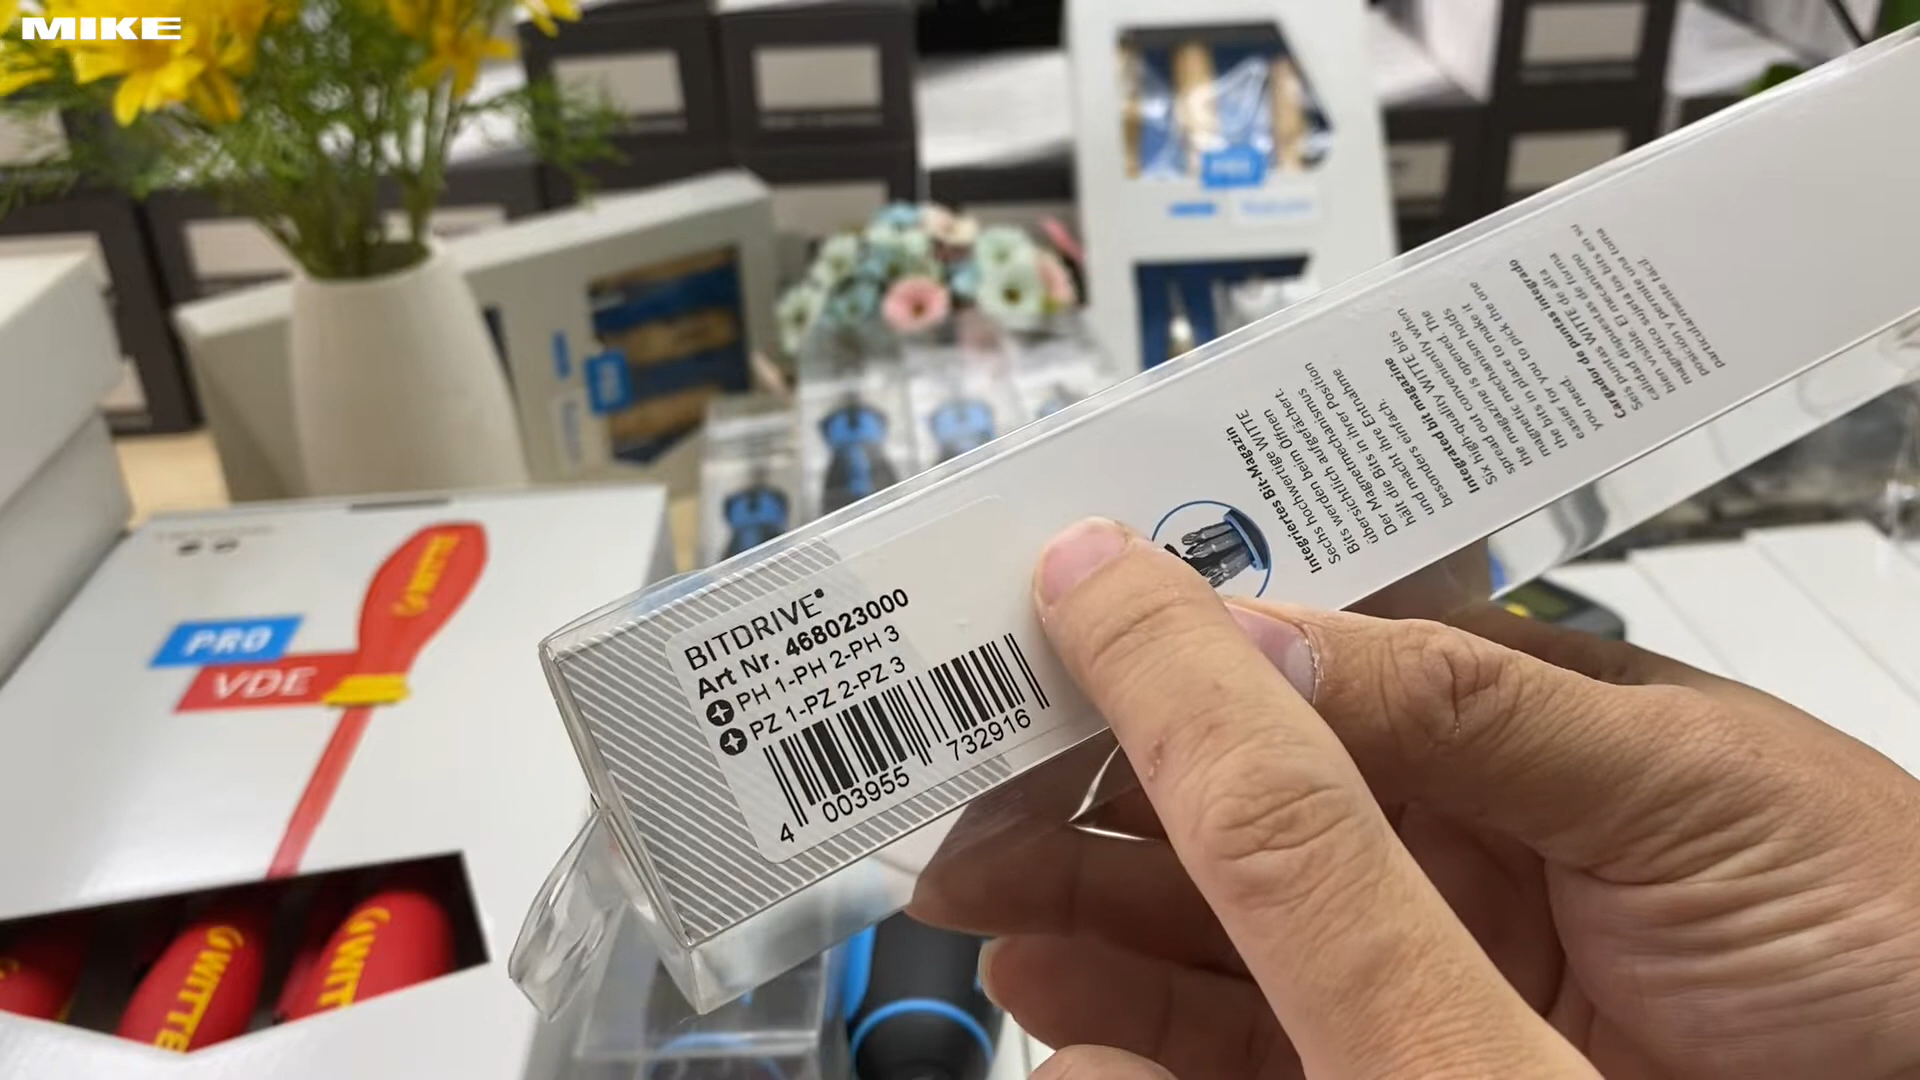 MIKE
BITDRIVE
Art Nr. 468023000
PH 1-PH 2-PH 3
PZ 1-PZ 2-PZ 3
4 003955 732916
Integriertes Bit-Magazin
Sechs hochwertige WITTE
Bits werden beim Öffnen
übersichtlich aufgefächert.
Der Magnetmechanismus
hält die Bits in ihrer Position
und macht ihre Entnahme
besonders einfach.
Integrated bit magazine
Six high-quality WITTE bits
spread out conveniently when
the magazine is opened. The
magnetic mechanism holds
the bits in place to make it
easier for you to pick the one
you need.
Cargador de puntas integrado
Seis puntas WITTE de alta
calidad dispuestas de forma
bien visible. El mecanismo
magnético sujeta los bits en su
posición y permite una toma
particularmente fácil
PRO
VDE
WITTE
WITT
PRO
PRO